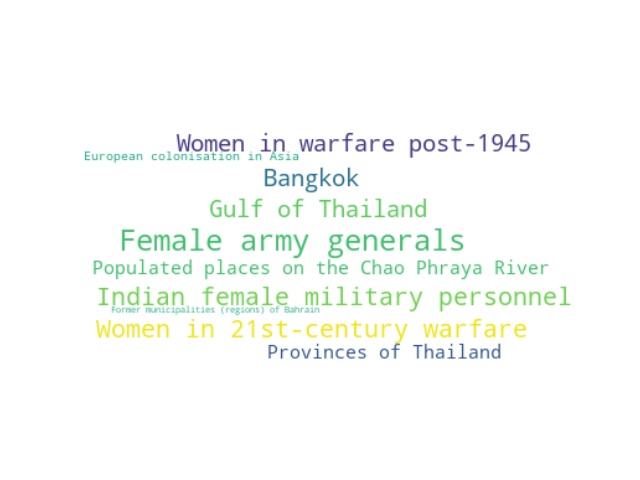 Women in warfare post-1945
European colonisation in Asia
Bangkok
Gulf of Thailand
Female army generals
Populated places on the Chao Phraya River
Indian female military personnel
Former municipalities (regions) of Bahrain
Women in 21st-century warfare
Provinces of Thailand